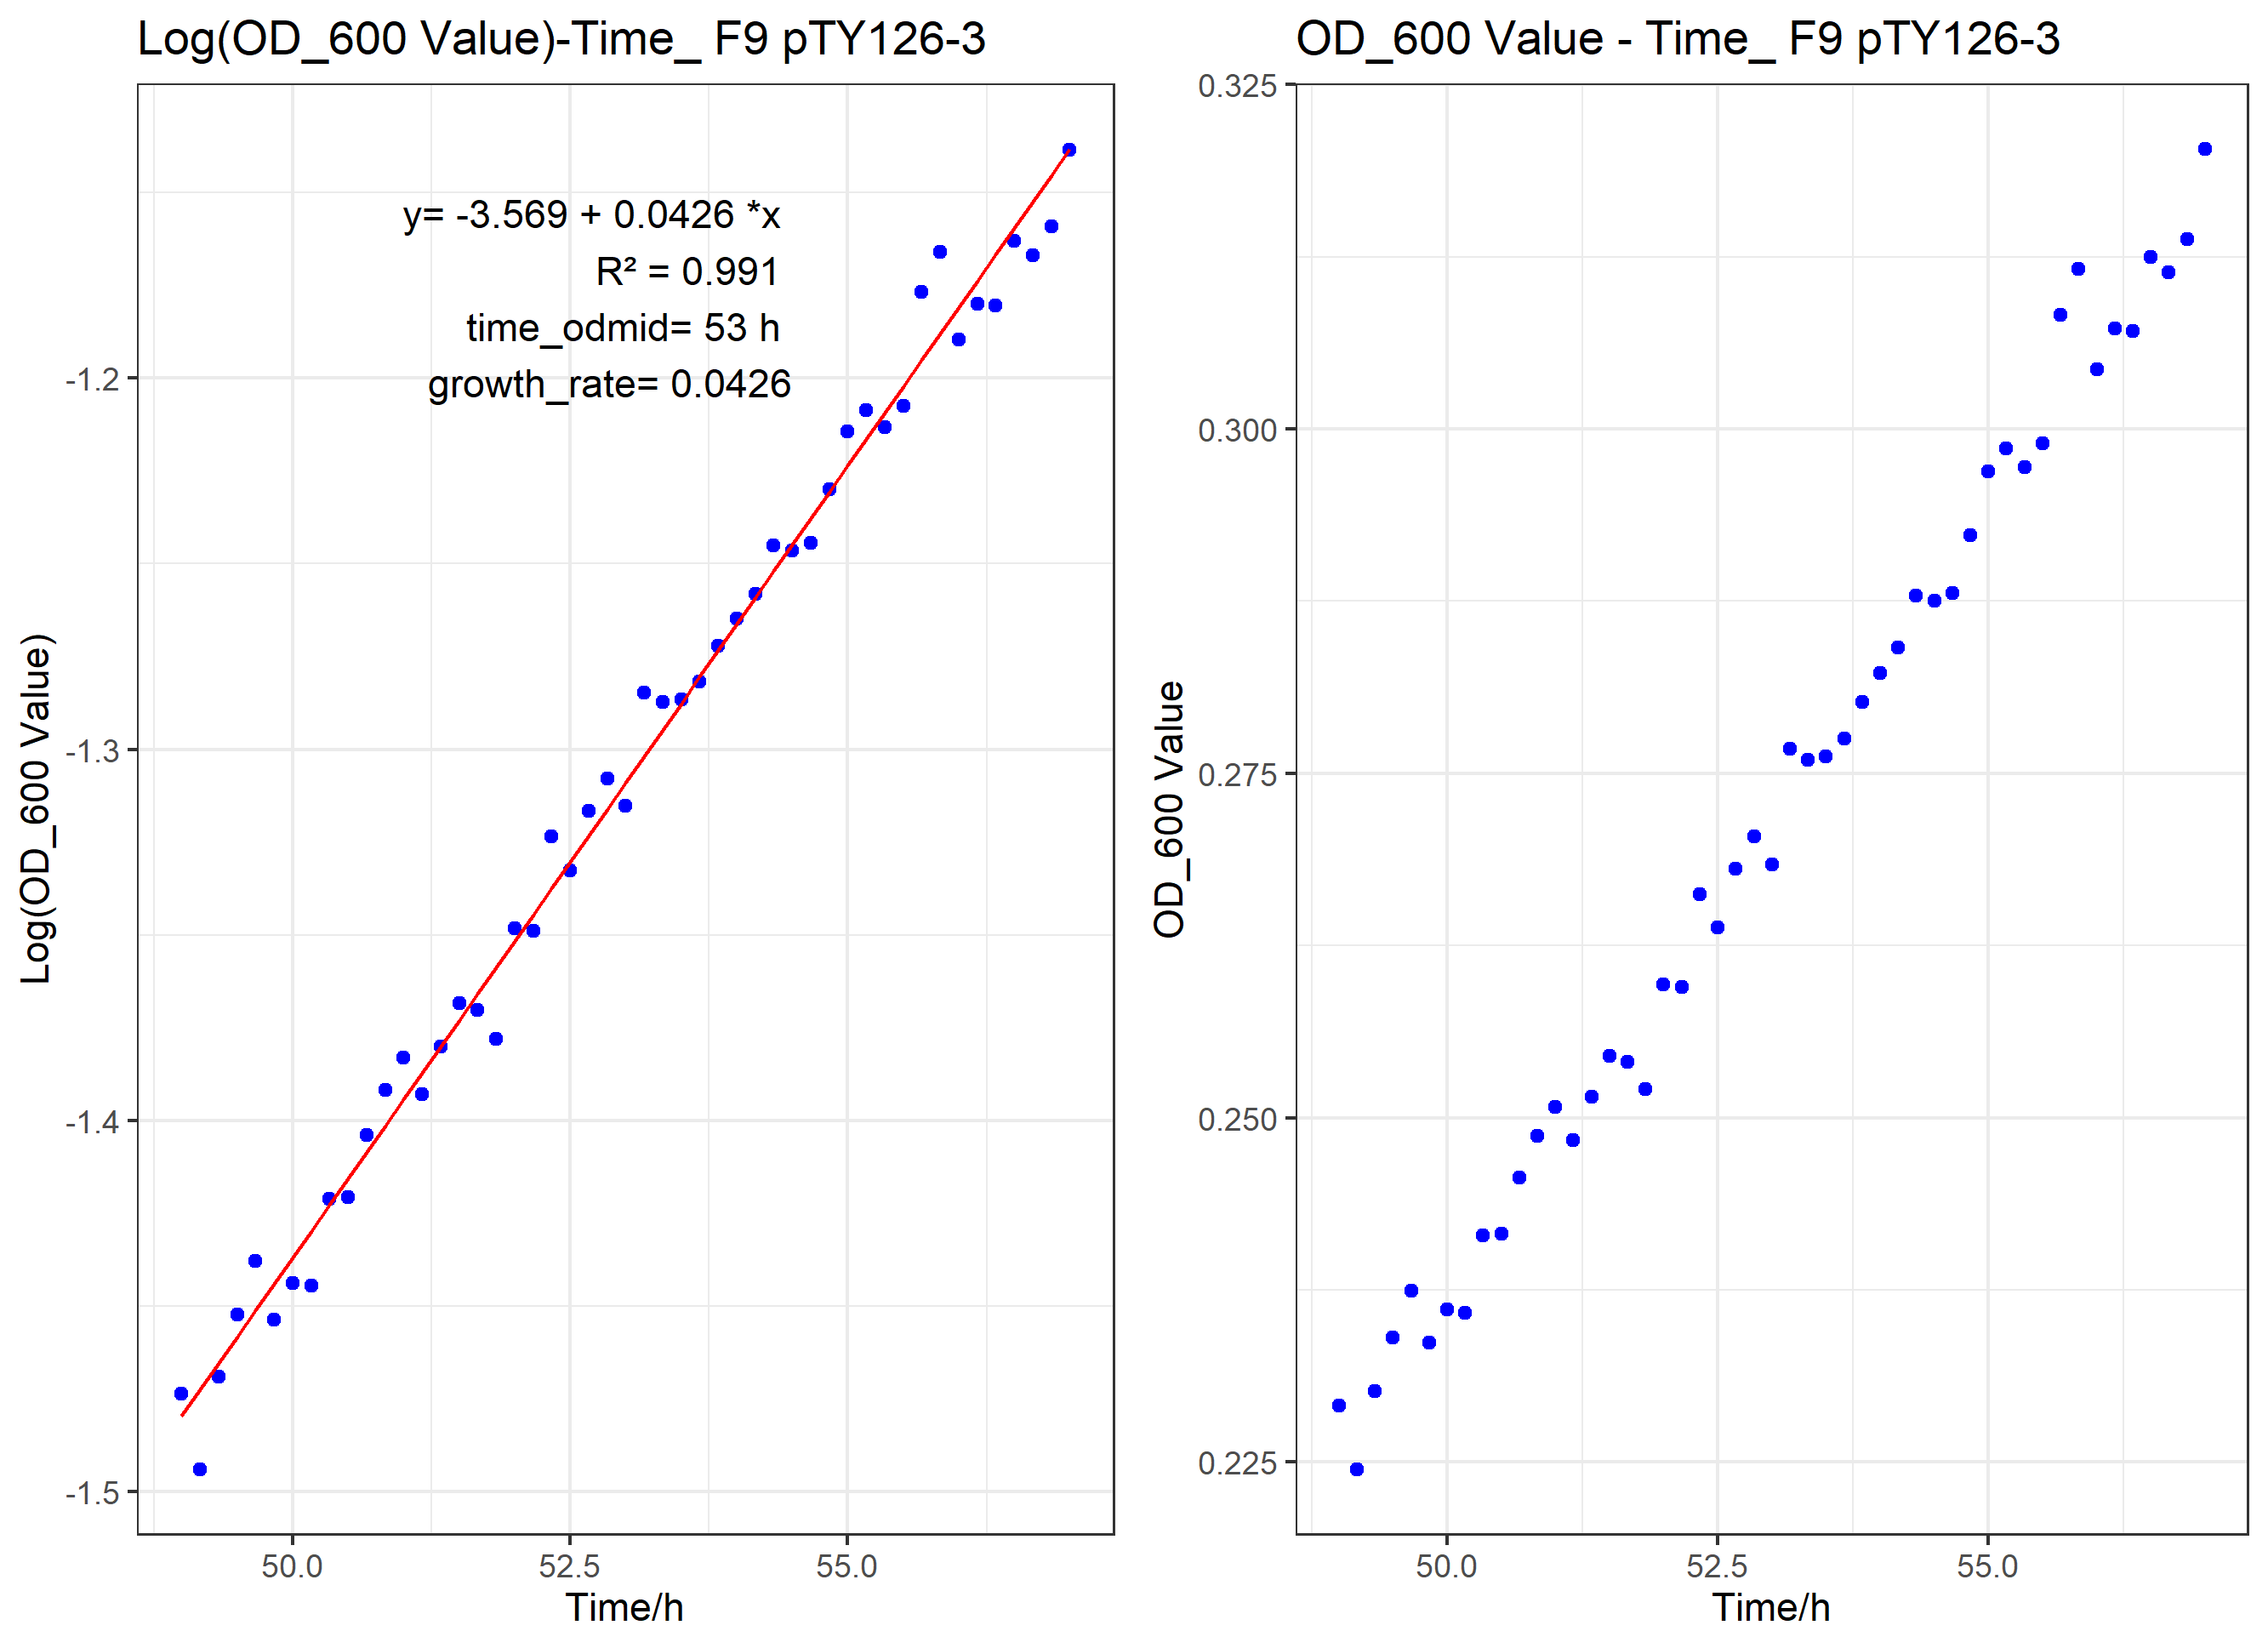 Log(OD_600 Value)-Time_ F9 pTY126-3
y= -3.569 + 0.0426 *x
R² = 0.991
time_odmid= 53 h
growth_rate= 0.0426
-1.2
-1.3
-1.4
-1.5
Log(OD_600 Value)
50.0
52.5
55.0
Time/h
OD_600 Value - Time_ F9 pTY126-3
0.325
0.300
0.275
0.250
0.225
OD_600 Value
50.0
52.5
55.0
Time/h